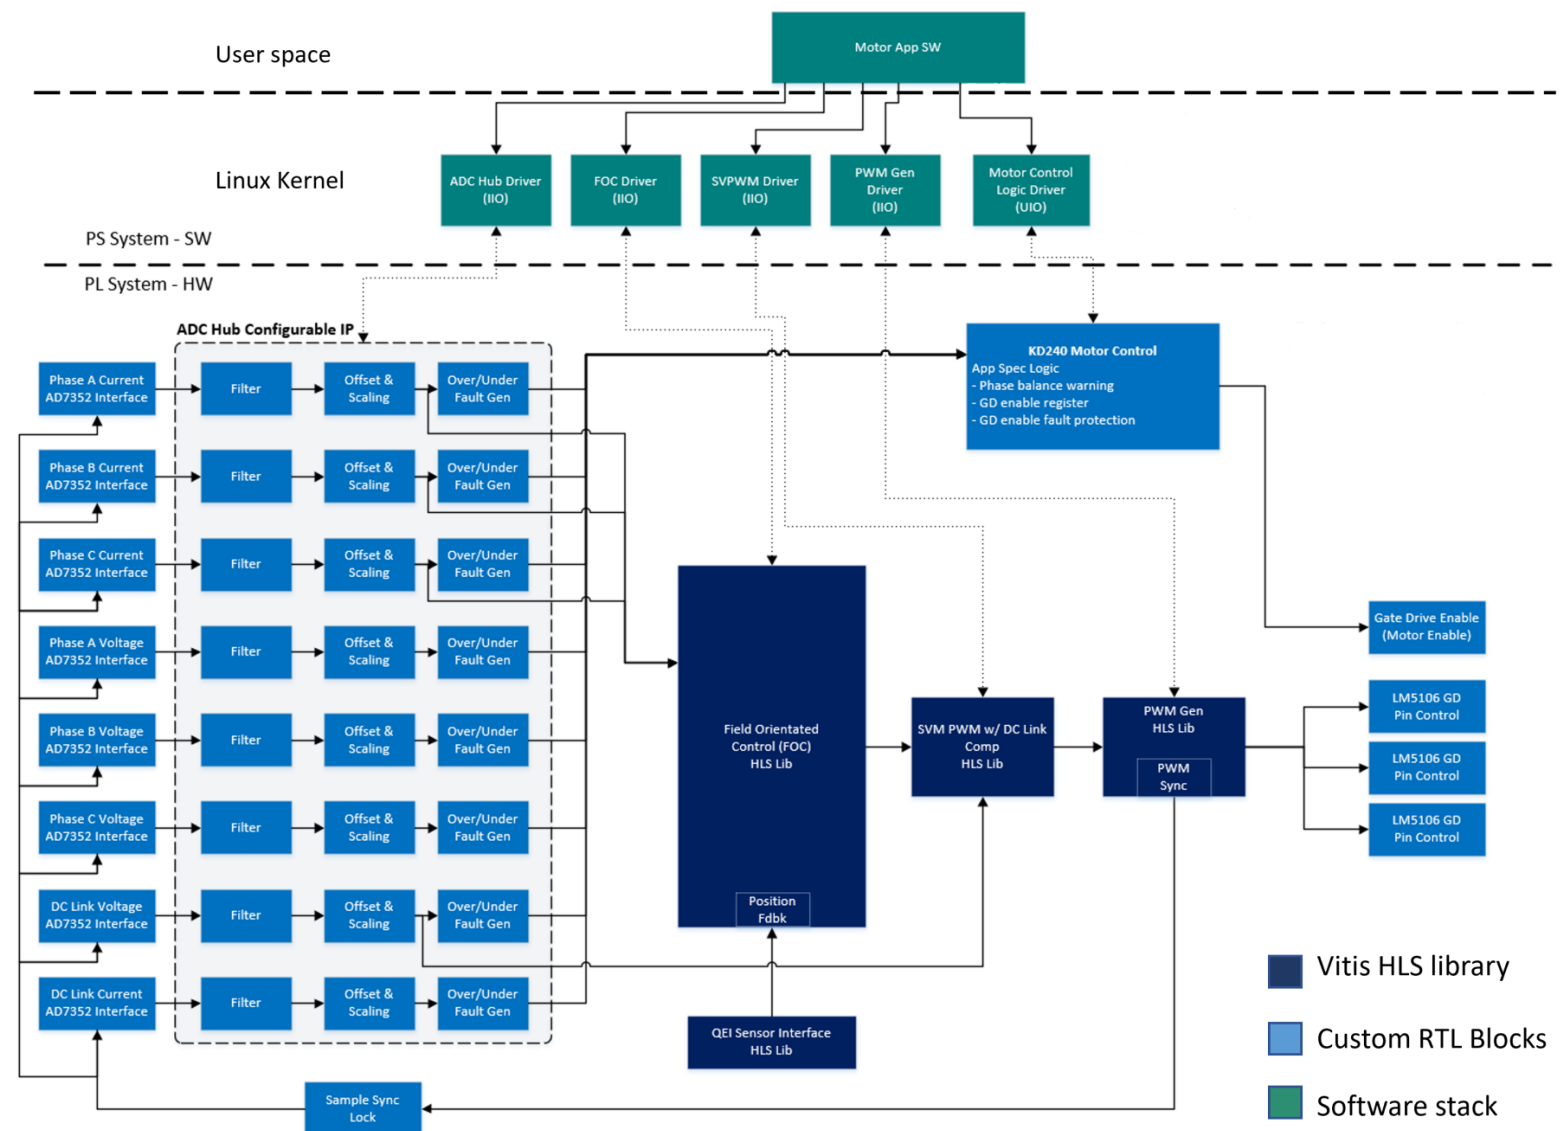 User space
Motor App SW
Linux Kernel
ADC Hub Driver
(IIO)
FOC Driver
(IIO)
SVPWM Driver
(IIO)
PWM Gen
Driver
(IIO)
Motor Control
Logic Driver
(UIO)
PS System - SW
PL System - HW
ADC Hub Configurable IP
Phase A Current
AD7352 Interface
Filter
Offset &
Scaling
Over/Under
Fault Gen
KD240 Motor Control
App Spec Logic
- Phase balance warning
- GD enable register
- GD enable fault protection
Phase B Current
AD7352 Interface
Filter
Offset &
Scaling
Over/Under
Fault Gen
Phase C Current
AD7352 Interface
Filter
Offset &
Scaling
Over/Under
Fault Gen
Phase A Voltage
AD7352 Interface
Filter
Offset &
Scaling
Over/Under
Fault Gen
Gate Drive Enable
(Motor Enable)
Phase B Voltage
AD7352 Interface
Filter
Offset &
Scaling
Over/Under
Fault Gen
Field Orientated
Control (FOC)
HLS Lib
SVM PWM w/ DC Link
Comp
HLS Lib
PWM Gen
HLS Lib
PWM
Sync
LM5106 GD
Pin Control
LM5106 GD
Pin Control
LM5106 GD
Pin Control
Phase C Voltage
AD7352 Interface
Filter
Offset &
Scaling
Over/Under
Fault Gen
DC Link Voltage
AD7352 Interface
Filter
Offset &
Scaling
Over/Under
Fault Gen
Position
Fdbk
DC Link Current
AD7352 Interface
Filter
Offset &
Scaling
Over/Under
Fault Gen
QEI Sensor Interface
HLS Lib
Sample Sync
Lock
Vitis HLS library
Custom RTL Blocks
Software stack